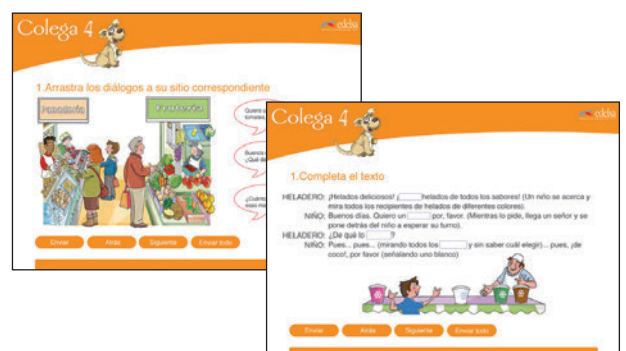 Colega 4
edelsa
1.Arrastra los diálogos a su sitio correspondiente
Panadería
Frutería
Quiero
tomates
Buenos
¿Qué
¿Cuánto
Enviar
Atrás
Siguiente
Enviar todo
Colega 4
edelsa
1.Completa el texto
HELADERO: ¡Helados deliciosos! ¡ helados de todos los sabores! (Un niño se acerca y
mira todos los recipientes de helados de diferentes colores).
NIÑO: Buenos días. Quiero un por, favor. (Mientras lo pide, llega un señor y se
pone detrás del niño a esperar su turno).
HELADERO: ¿De qué lo ?
NIÑO: Pues... pues... (mirando todos los y sin saber cuál elegir)... pues, ¡de
coco!, por favor (señalando uno blanco)
Enviar
Atrás
Siguiente
Enviar todo